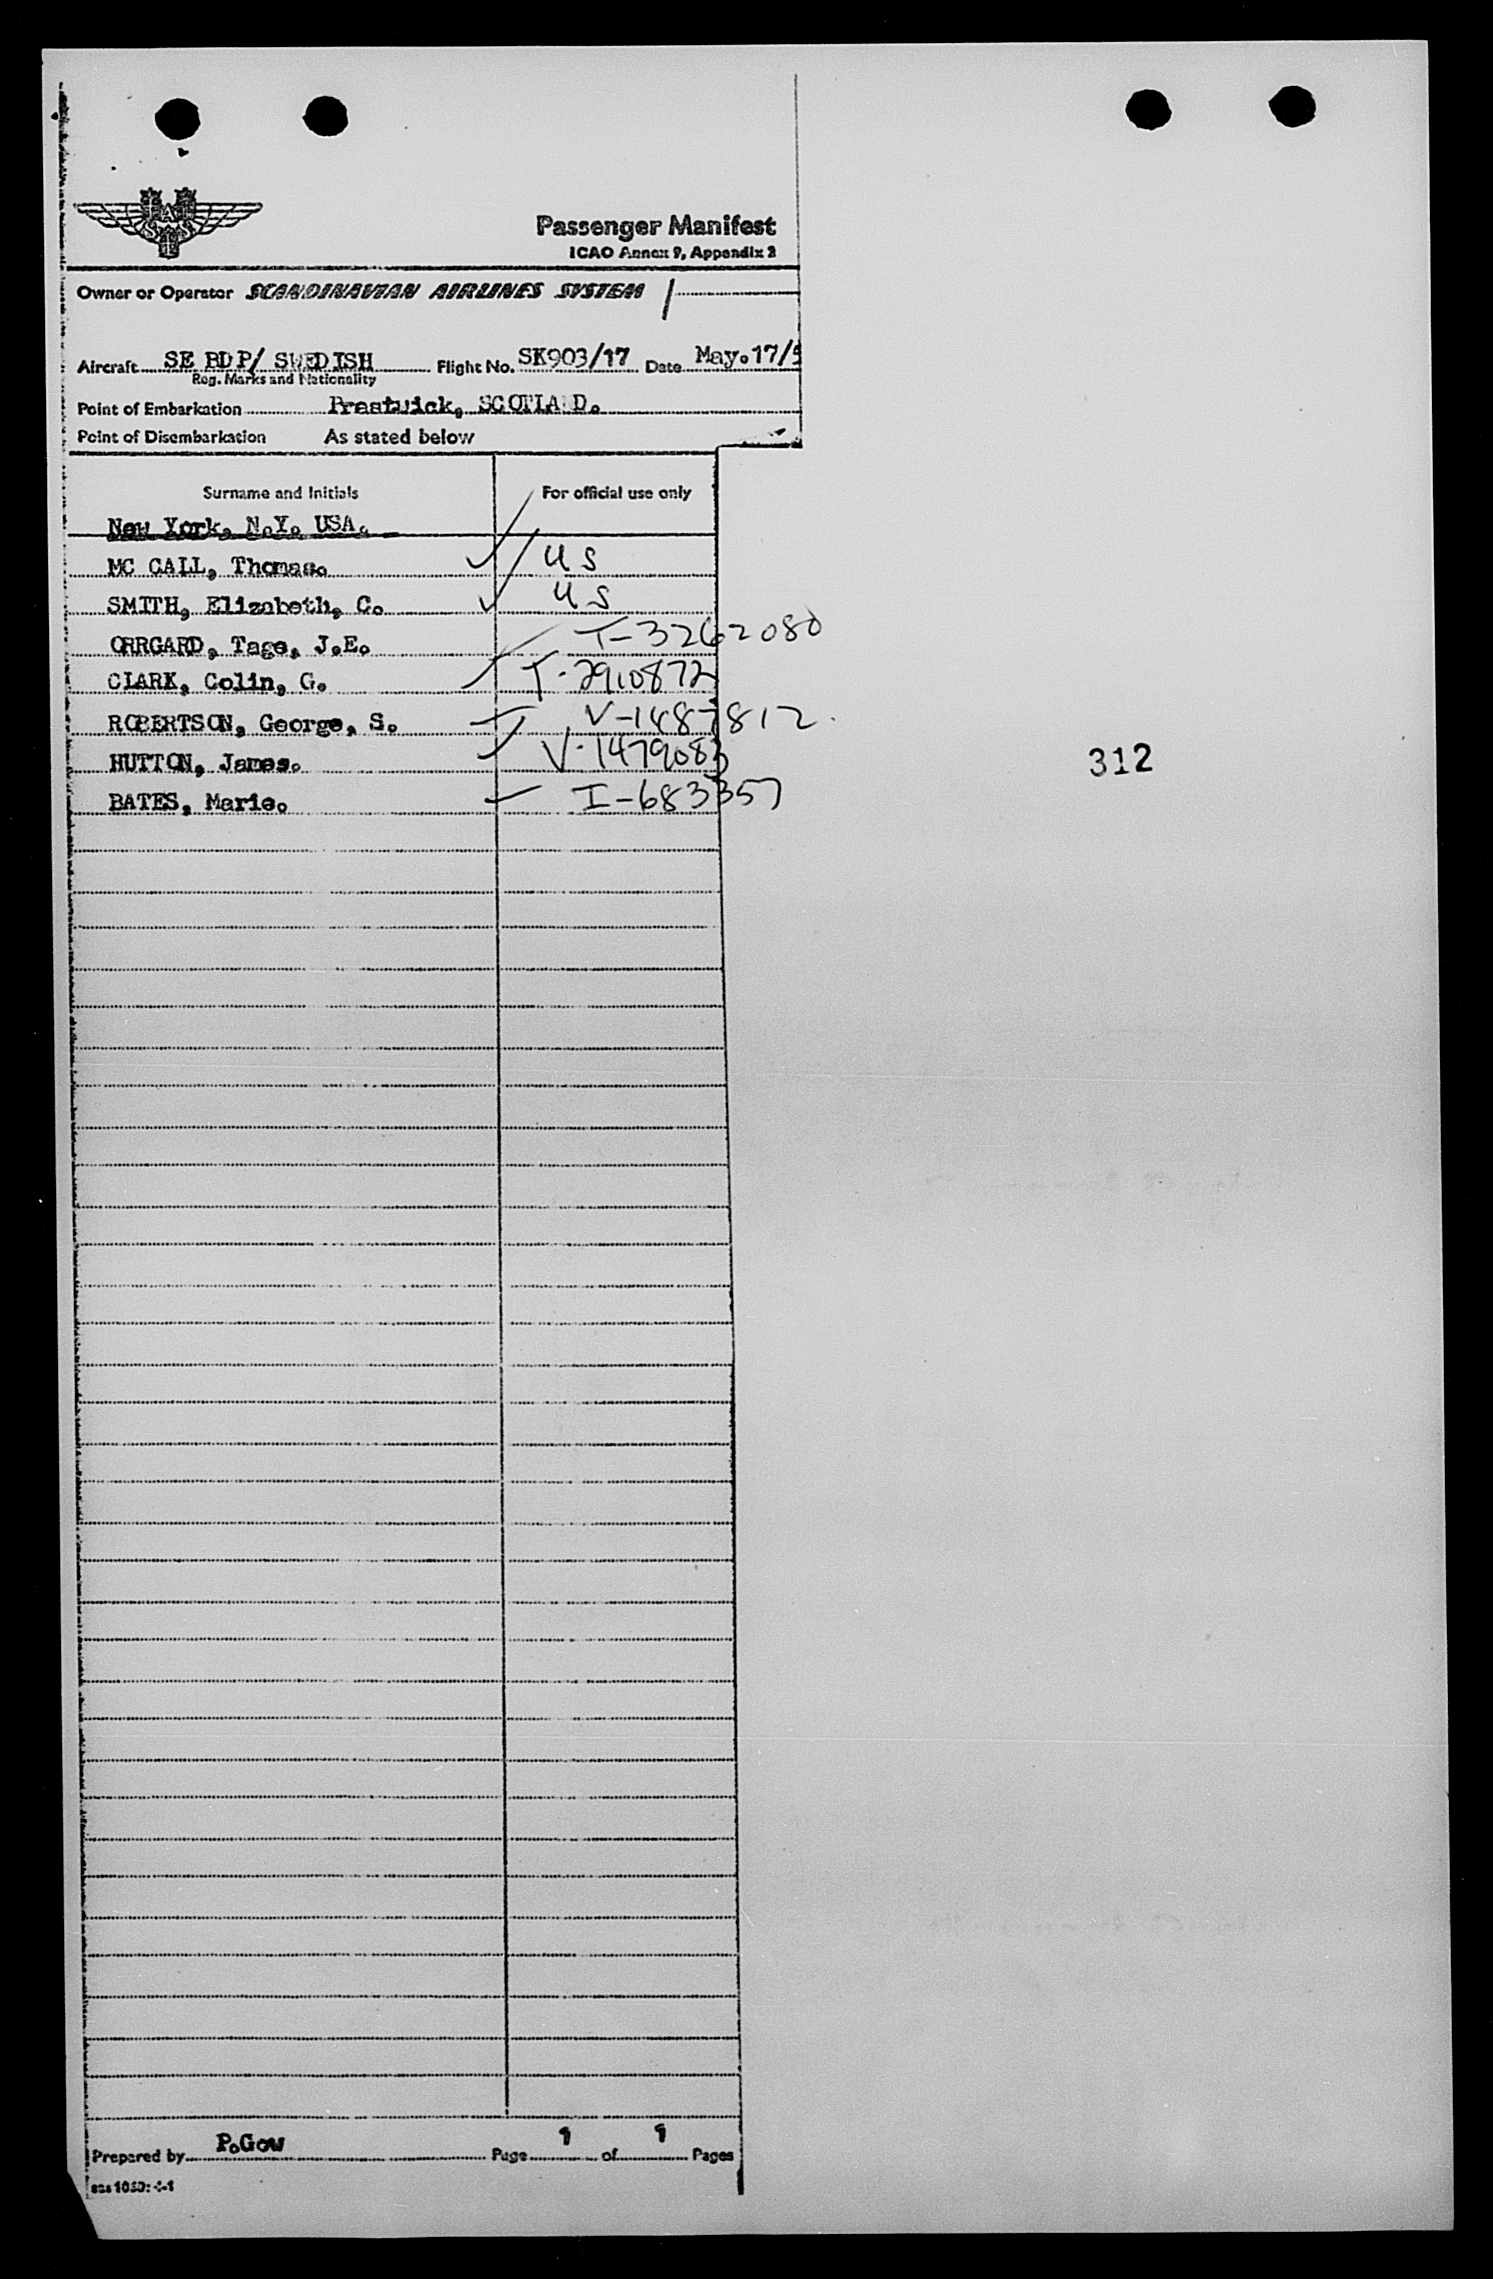 Passenger Manifest
ICAO Annex 9, Appendix 2
Owner or Operator SCANDINAVIAN AIRLINES SYSTEM
Aircraft SE BDP/ SWEDISH Flight No. SK903/17 Date May.17/5
Reg. Marks and Nationality
Point of Embarkation Prestwick, SCOTLA D.
Point of Disembarkation As stated below
Surname and Initials For official use only
New York, N.Y. USA.
MC CALL, Thomas. US
SMITH, Elizabeth, C. US
ORRGARD, Tage, J.E. T-3262080
CLARK, Colin, G. T-2910872
ROBERTSON, George, S. V-1487812.
HUTTON, James. V-1479083
312
BATES, Marie. I-683357
Prepared by P.Gow Page 1 of 1 Pages